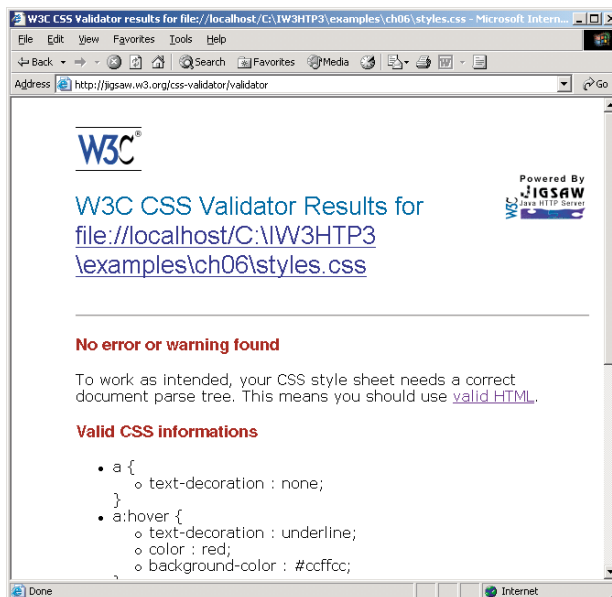 W3C CSS Validator results for file://localhost/C:\IW3HTP3\examples\ch06\styles.css - Microsoft Intern...
File Edit View Favorites Tools Help
Back Search Favorites Media
Address http://jigsaw.w3.org/css-validator/validator Go
W3C®
Powered By
JIGSAW
W3C Java HTTP Server
W3C CSS Validator Results for
file://localhost/C:\IW3HTP3
\examples\ch06\styles.css
No error or warning found
To work as intended, your CSS style sheet needs a correct
document parse tree. This means you should use valid HTML.
Valid CSS informations
• a {
o text-decoration : none;
}
• a:hover {
o text-decoration : underline;
o color : red;
o background-color : #ccffcc;
}
Done Internet